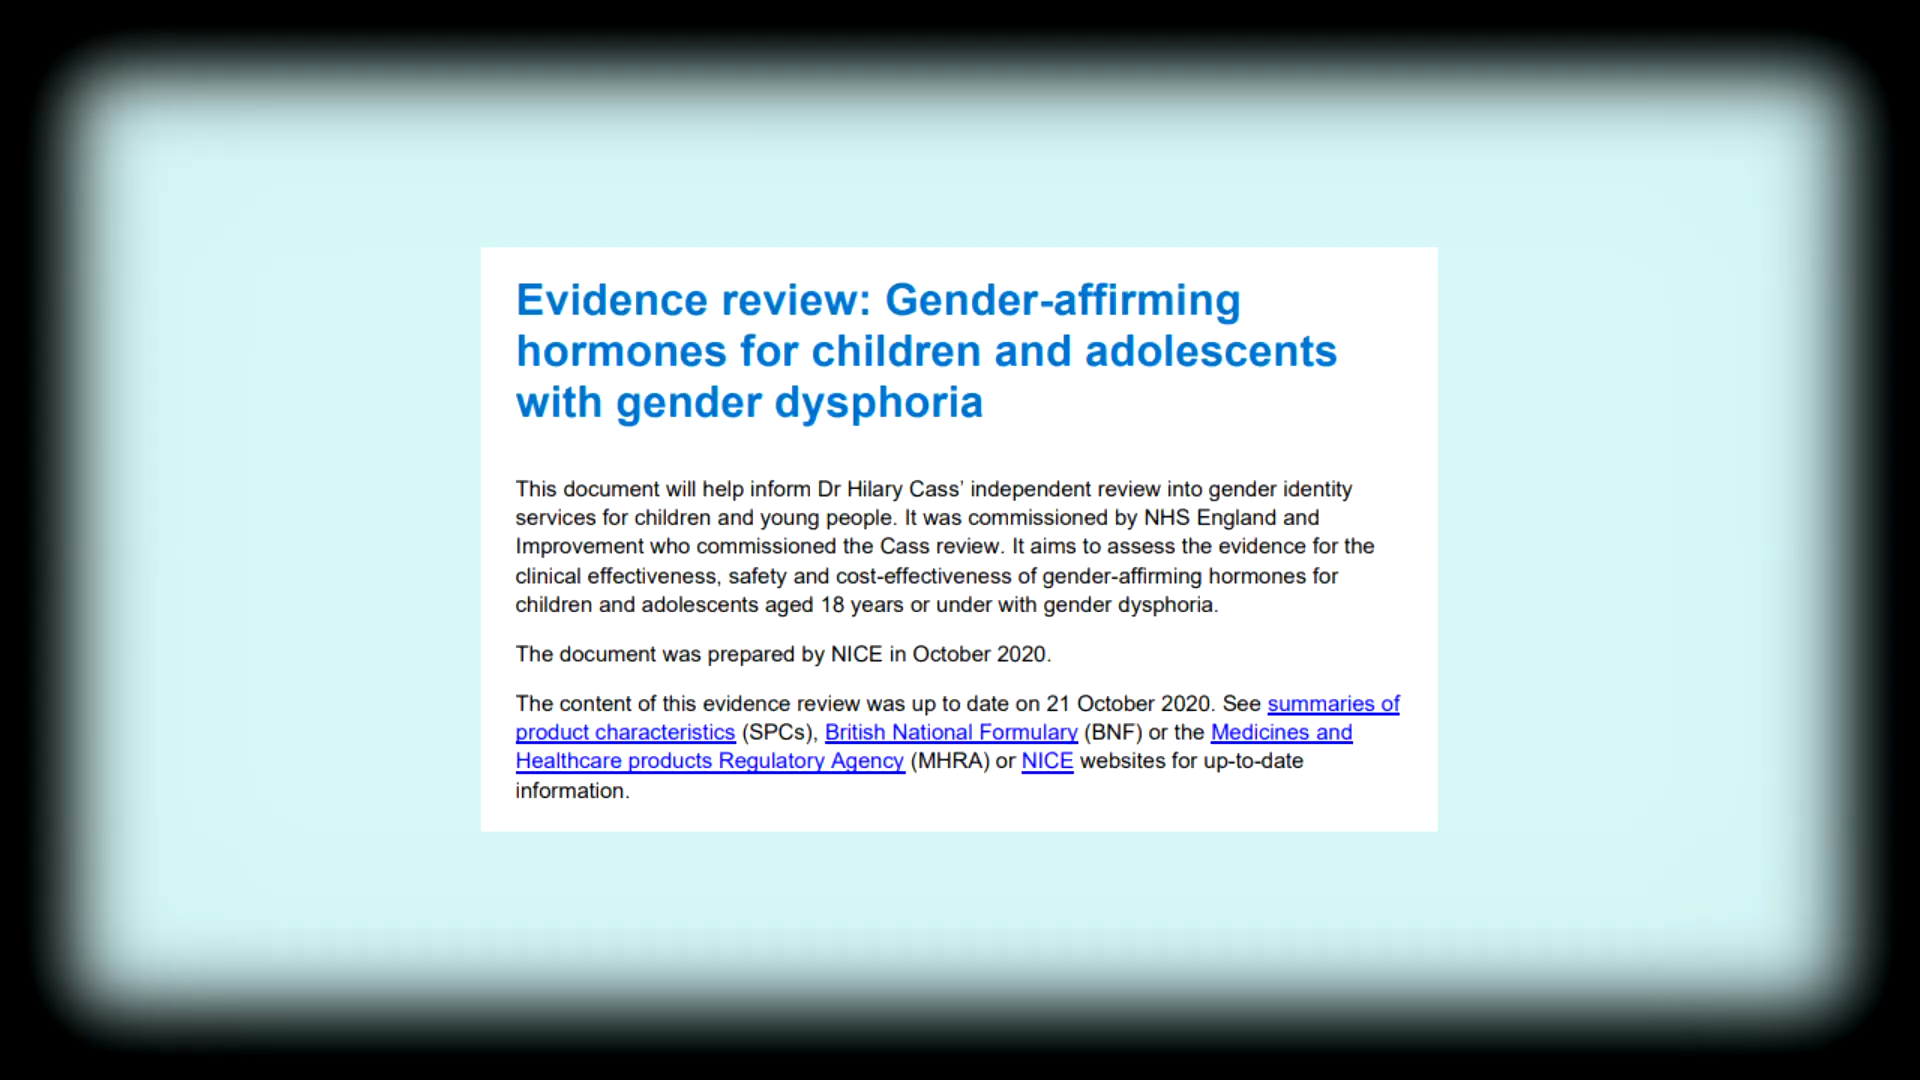 Evidence review: Gender-affirming
hormones for children and adolescents
with gender dysphoria
This document will help inform Dr Hilary Cass’ independent review into gender identity
services for children and young people. It was commissioned by NHS England and
Improvement who commissioned the Cass review. It aims to assess the evidence for the
clinical effectiveness, safety and cost-effectiveness of gender-affirming hormones for
children and adolescents aged 18 years or under with gender dysphoria.
The document was prepared by NICE in October 2020.
The content of this evidence review was up to date on 21 October 2020. See summaries of
product characteristics (SPCs), British National Formulary (BNF) or the Medicines and
Healthcare products Regulatory Agency (MHRA) or NICE websites for up-to-date
information.